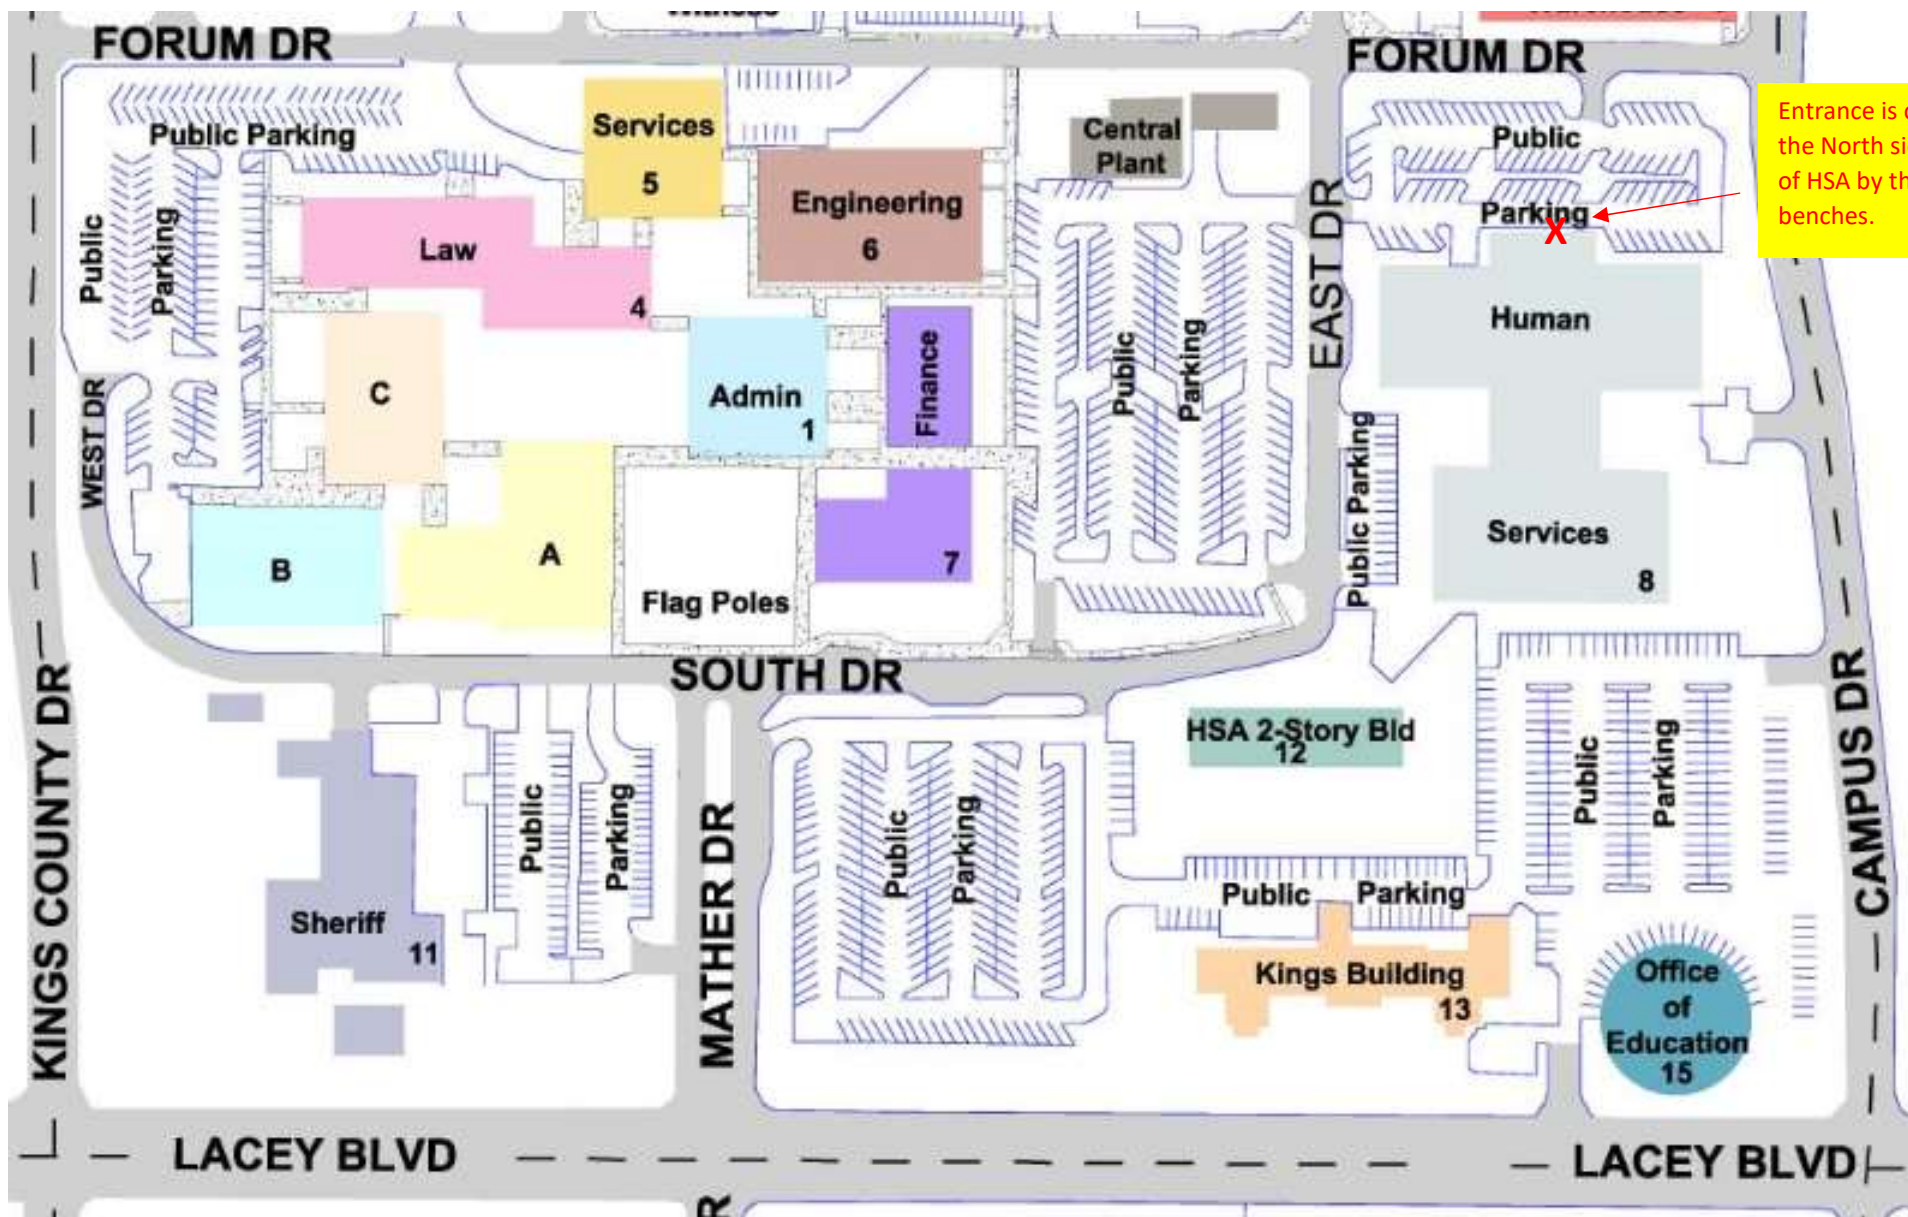 FORUM DR
FORUM DR
Public Parking
Services
5
Engineering
6
Central
Plant
Public
Parking
X
Entrance is
the North
of HSA by
benches.
Law
4
Public
Parking
C
Admin
1
Finance
7
Public
Parking
EAST DR
Human
Services
8
Public Parking
WEST DR
B
A
Flag Poles
SOUTH DR
KINGS COUNTY DR
Sheriff
11
Public
Parking
MATHER DR
Public
Parking
HSA 2-Story Bld
12
Public
Parking
Public Parking
Kings Building
13
Office
of
Education
15
CAMPUS DR
LACEY BLVD
LACEY BLVD
R